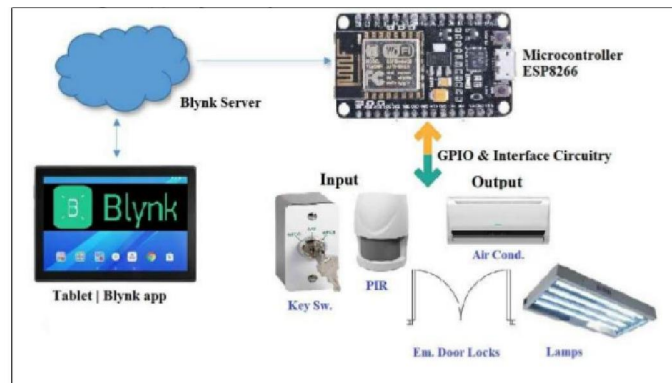 Microcontroller
ESP8266
Blynk Server
GPIO & Interface Circuitry
Input
Output
B Blynk
Air Cond.
PIR
Key Sw.
Tablet | Blynk app
Em. Door Locks
Lamps